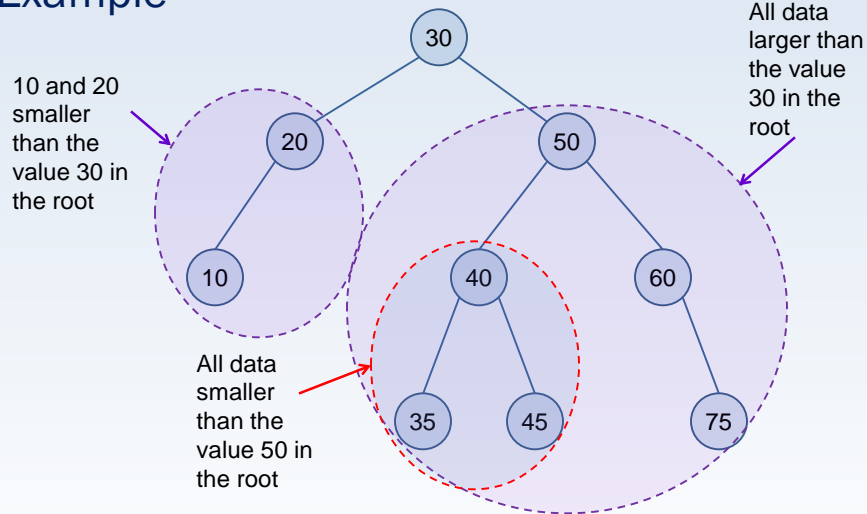 Example
30
10 and 20
smaller
than the
value 30 in
the root
All data
larger than
the value
30 in the
root
20
50
10
40
60
All data
smaller
than the
value 50 in
the root
35
45
75